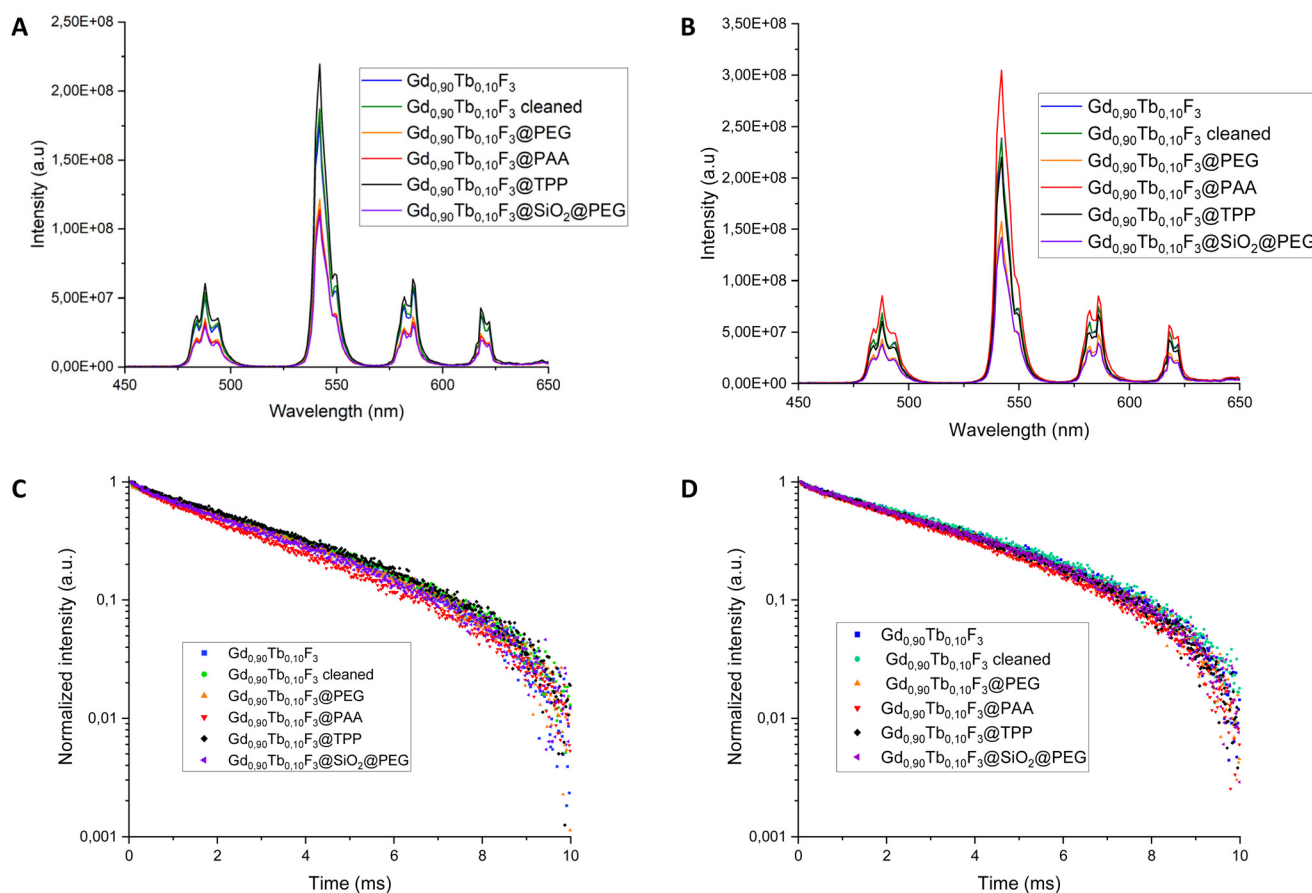 A
2,50E+08
2,00E+08
1,50E+08
1,00E+08
5,00E+07
0,00E+00
Intensity (a.u)
450
500
550
600
650
Wavelength (nm)
Gd0,90Tb0,10F3
Gd0,90Tb0,10F3 cleaned
Gd0,90Tb0,10F3@PEG
Gd0,90Tb0,10F3@PAA
Gd0,90Tb0,10F3@TPP
Gd0,90Tb0,10F3@SiO2@PEG
B
3,50E+08
3,00E+08
2,50E+08
2,00E+08
1,50E+08
1,00E+08
5,00E+07
0,00E+00
Intensity (a.u)
450
500
550
600
650
Wavelength (nm)
Gd0,90Tb0,10F3
Gd0,90Tb0,10F3 cleaned
Gd0,90Tb0,10F3@PEG
Gd0,90Tb0,10F3@PAA
Gd0,90Tb0,10F3@TPP
Gd0,90Tb0,10F3@SiO2@PEG
C
1
0,1
0,01
0,001
Normalized intensity (a.u.)
0
2
4
6
8
10
Time (ms)
Gd0,90Tb0,10F3
Gd0,90Tb0,10F3 cleaned
Gd0,90Tb0,10F3@PEG
Gd0,90Tb0,10F3@PAA
Gd0,90Tb0,10F3@TPP
Gd0,90Tb0,10F3@SiO2@PEG
D
1
0,1
0,01
0,001
Normalized intensity (a.u.)
0
2
4
6
8
10
Time (ms)
Gd0,90Tb0,10F3
Gd0,90Tb0,10F3 cleaned
Gd0,90Tb0,10F3@PEG
Gd0,90Tb0,10F3@PAA
Gd0,90Tb0,10F3@TPP
Gd0,90Tb0,10F3@SiO2@PEG